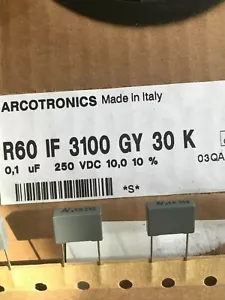 ARCOTRONICS Made in Italy
R60 IF 3100 GY 30 K
0,1 uF 250 VDC 10,0 10 %
03QA
*S*